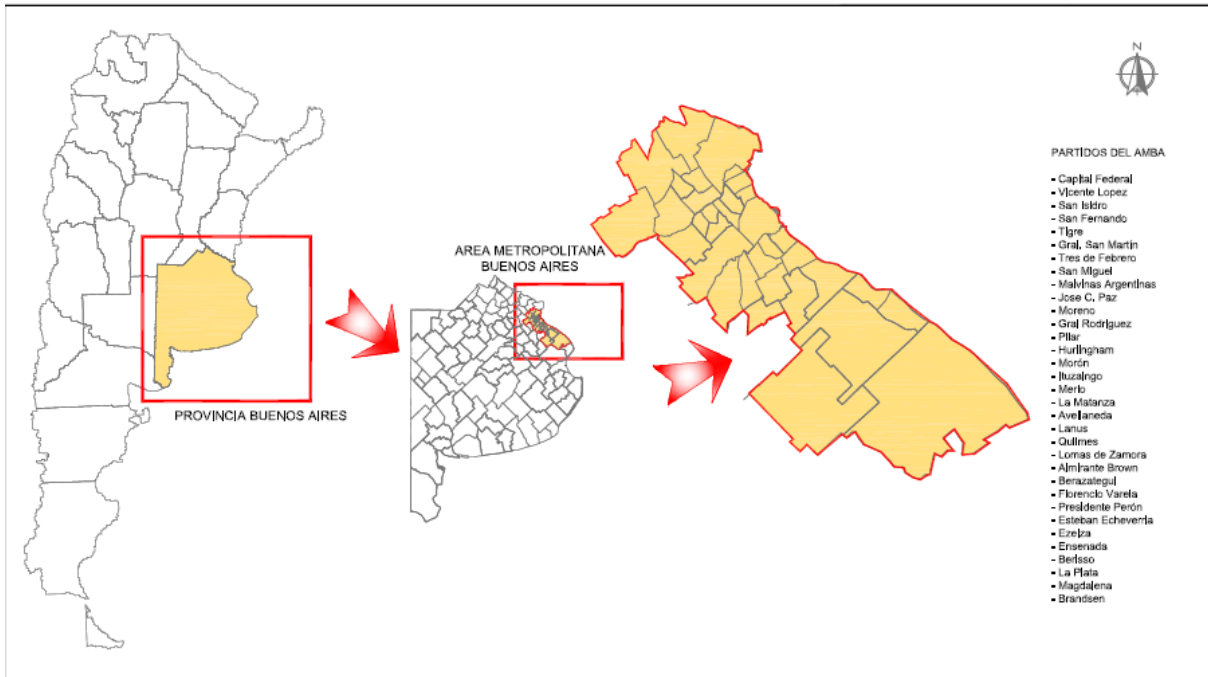 N
PARTIDOS DEL AMBA
- Capital Federal
- Vicente Lopez
- San Isidro
- San Fernando
- Tigre
- Gral. San Martin
- Tres de Febrero
- San Miguel
- Malvinas Argentinas
- Jose C. Paz
- Moreno
- Gral Rodriguez
- Pilar
- Hurlingham
- Morón
- Ituzaingo
- Merlo
- La Matanza
- Avellaneda
- Lanus
- Quilmes
- Lomas de Zamora
- Almirante Brown
- Berazategui
- Florencio Varela
- Presidente Perón
- Esteban Echeverria
- Ezeiza
- Ensenada
- Berisso
- La Plata
- Magdalena
- Brandsen
AREA METROPOLITANA
BUENOS AIRES
PROVINCIA BUENOS AIRES